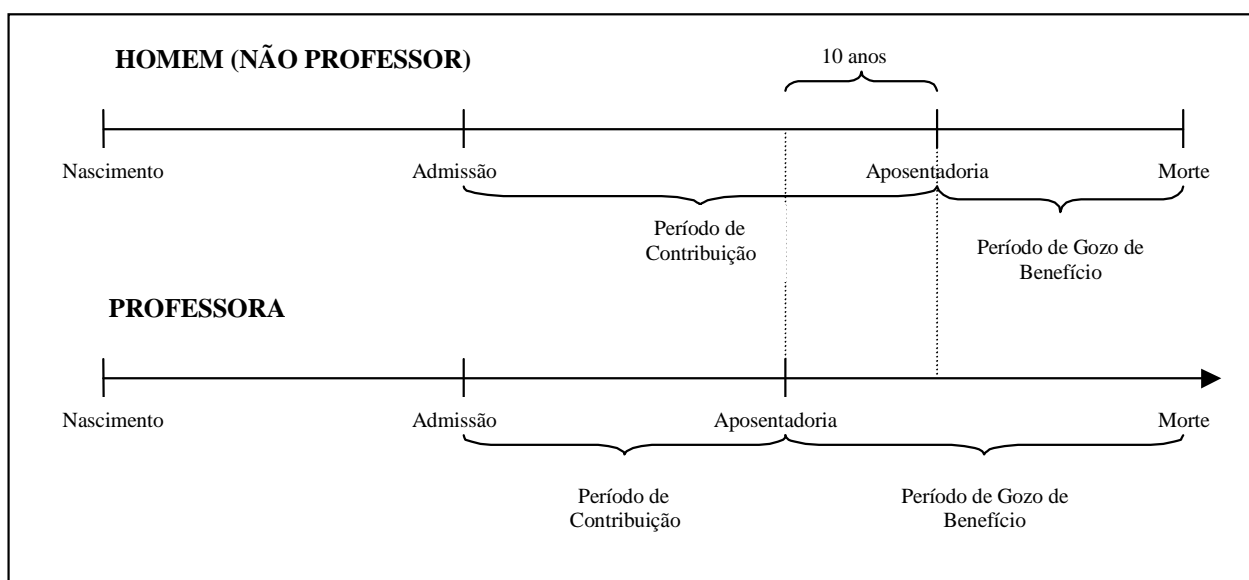 HOMEM (NÃO PROFESSOR)
10 anos
Nascimento
Admissão
Aposentadoria
Morte
Período de
Contribuição
Período de Gozo de
Benefício
PROFESSORA
Nascimento
Admissão
Aposentadoria
Morte
Período de
Contribuição
Período de Gozo de
Benefício